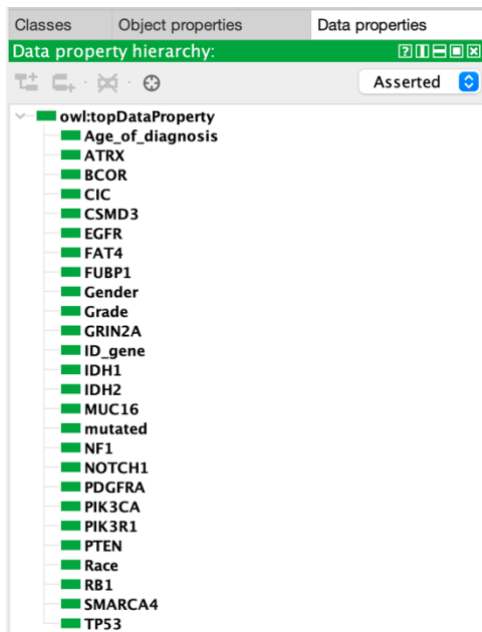 Classes Object properties Data properties
Data property hierarchy:
Asserted
owl:topDataProperty
Age_of_diagnosis
ATRX
BCOR
CIC
CSMD3
EGFR
FAT4
FUBP1
Gender
Grade
GRIN2A
ID_gene
IDH1
IDH2
MUC16
mutated
NF1
NOTCH1
PDGFRA
PIK3CA
PIK3R1
PTEN
Race
RB1
SMARCA4
TP53